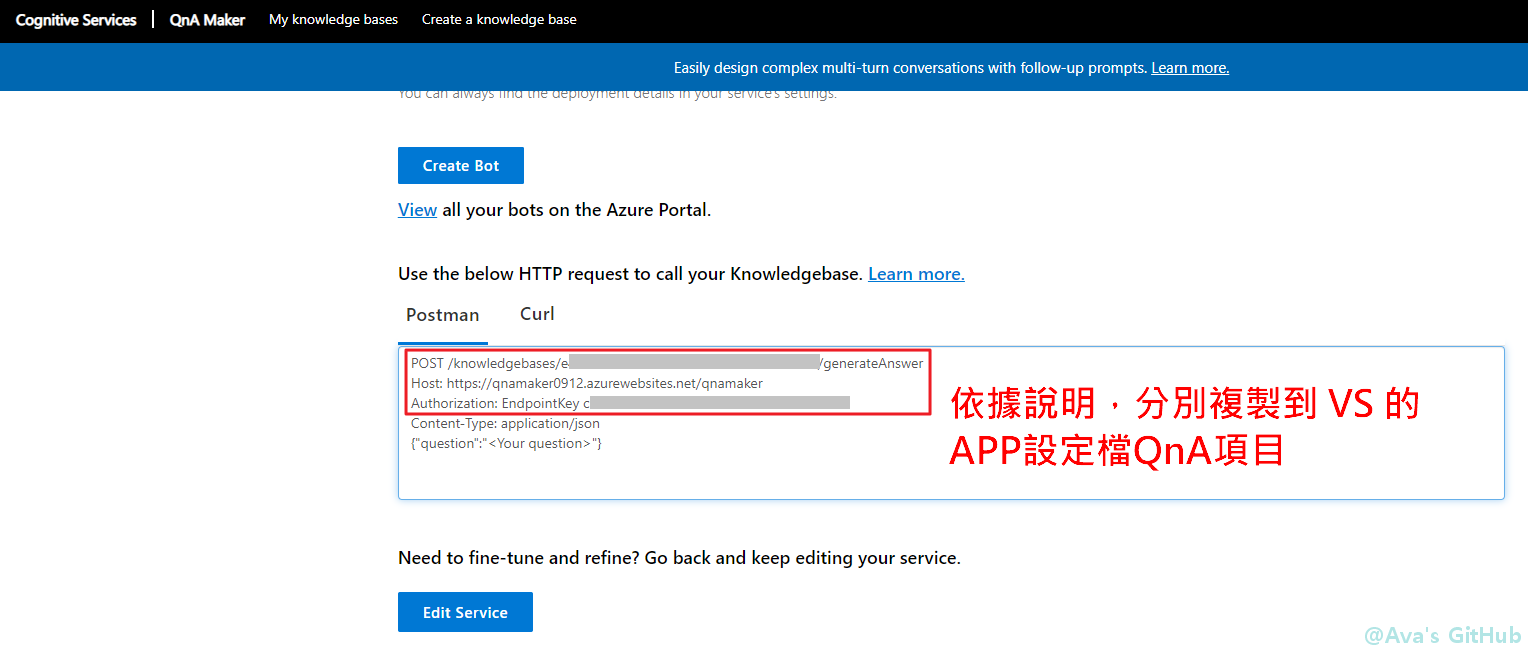 Cognitive Services | QnA Maker My knowledge bases Create a knowledge base
Easily design complex multi-turn conversations with follow-up prompts. Learn more.
You can always find the deployment details in your service's settings.
Create Bot
View all your bots on the Azure Portal.
Use the below HTTP request to call your Knowledgebase. Learn more.
Postman Curl
POST /knowledgebases/e /generateAnswer
Host: https://qnamaker0912.azurewebsites.net/qnamaker
Authorization: EndpointKey c
Content-Type: application/json
{"question":"<Your question>"}
依據說明，分別複製到 VS 的
APP設定檔QnA項目
Need to fine-tune and refine? Go back and keep editing your service.
Edit Service
@Ava's GitHub